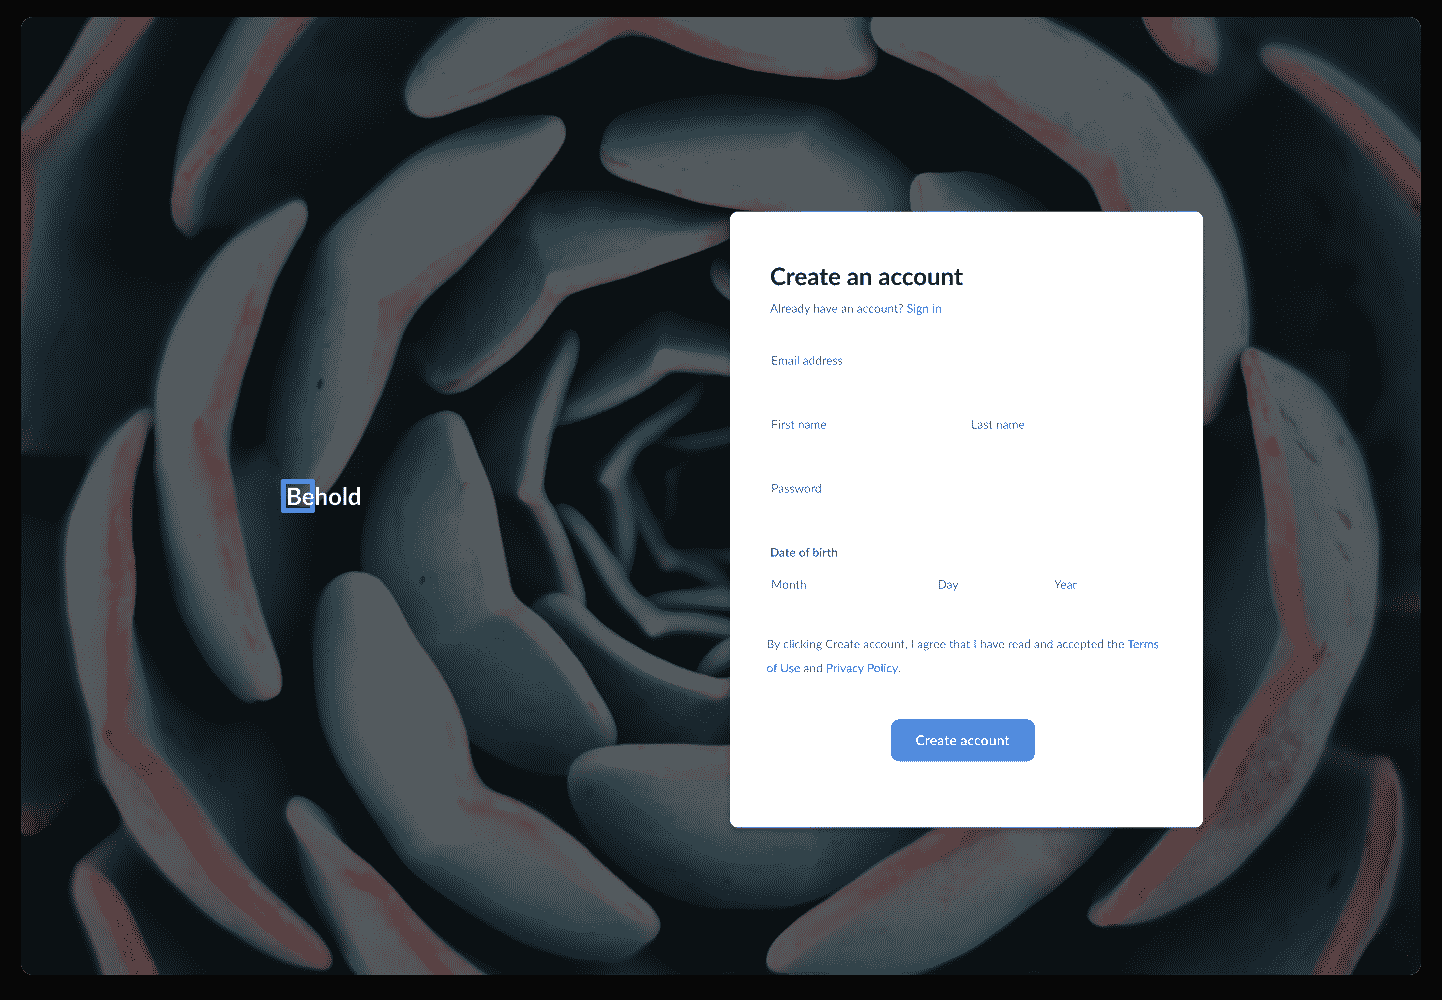 Behold
Create an account
Already have an account? Sign in
Email address
First name Last name
Password
Date of birth
Month Day Year
By clicking Create account, I agree that I have read and accepted the Terms
of Use and Privacy Policy.
Create account